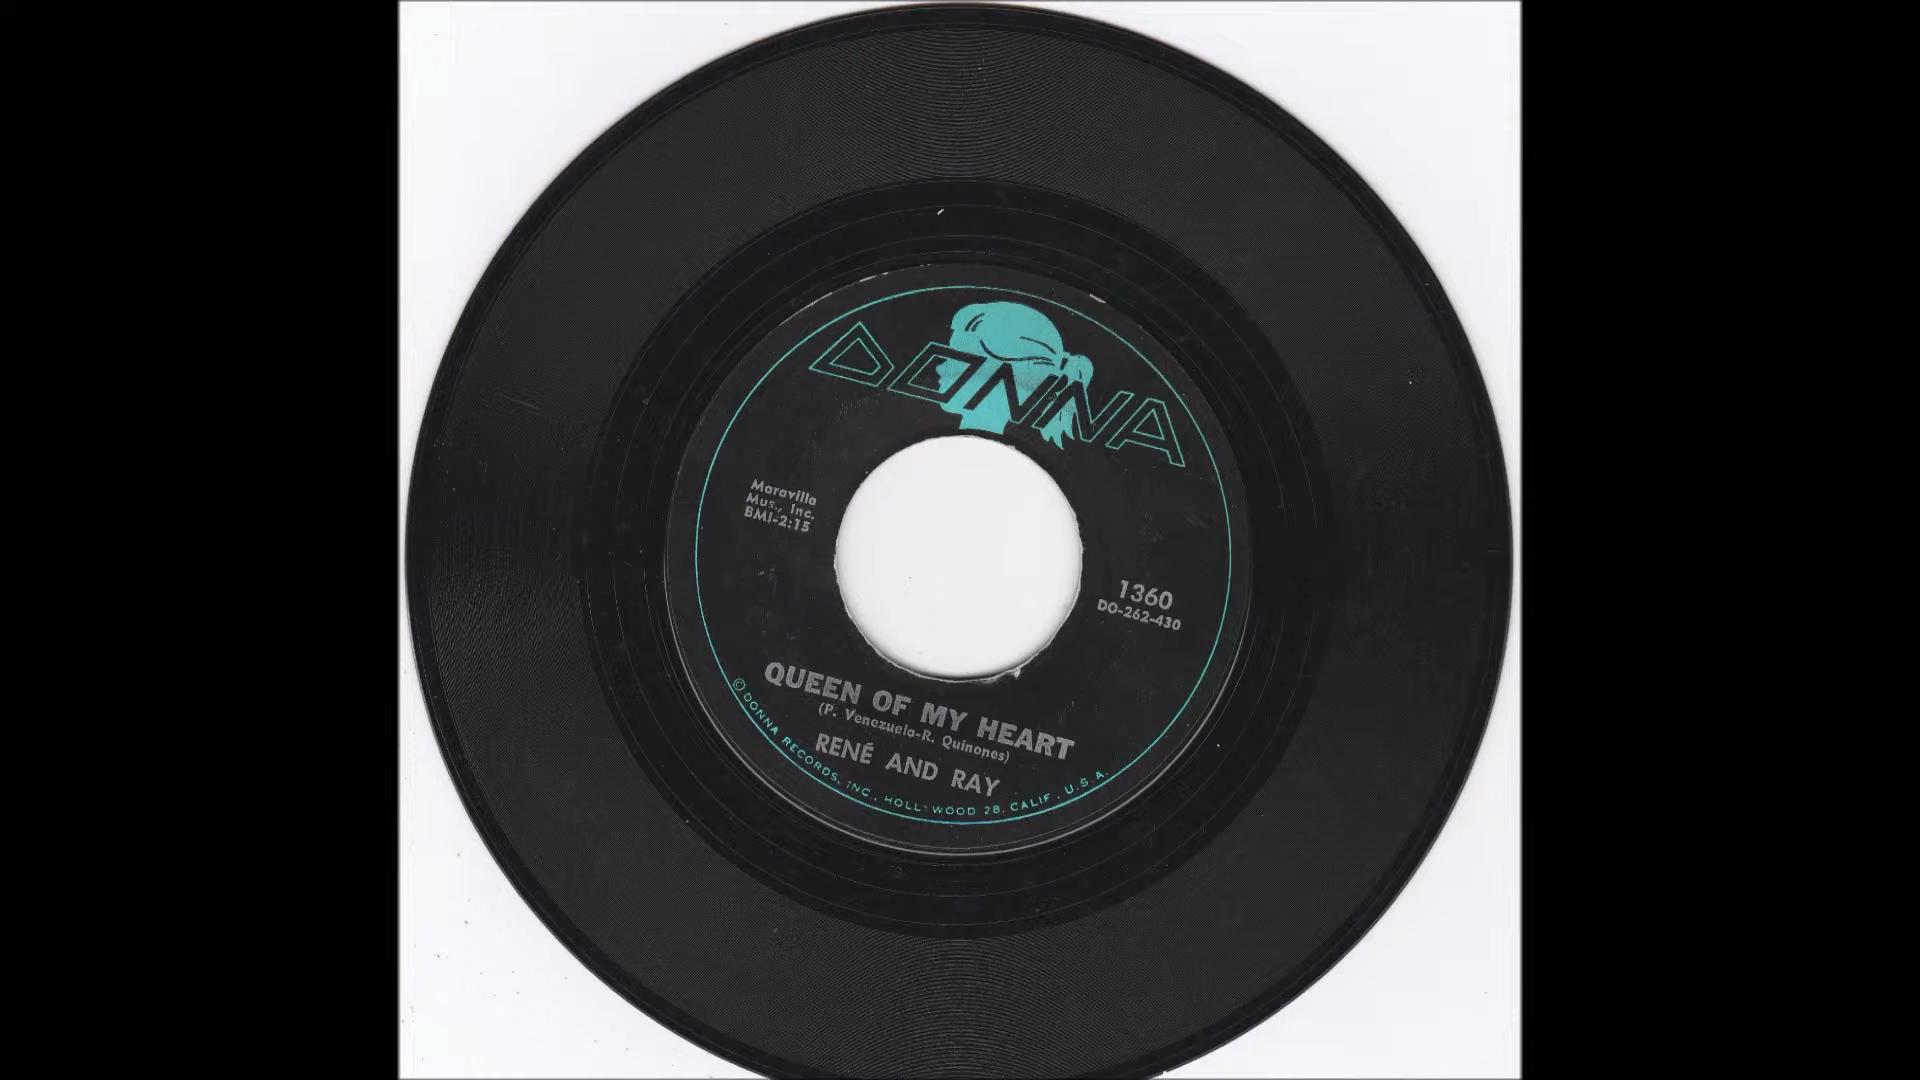 DONNA
Maravilla
Mus., Inc.
BMI-2:15
1360
DO-262-430
QUEEN OF MY HEART
(P. Venezuela-R. Quinones)
RENÉ AND RAY
© DONNA RECORDS, INC., HOLLYWOOD 28, CALIF., U.S.A.